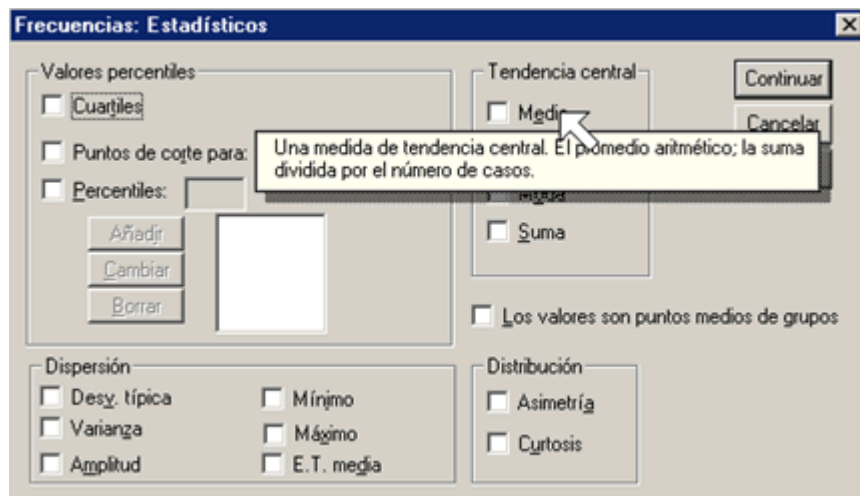 Frecuencias: Estadísticos
Valores percentiles
Cuartiles
Puntos de corte para:
Percentiles:
Añadir
Cambiar
Borrar
Tendencia central
Media
Una medida de tendencia central. El promedio aritmético; la suma
dividida por el número de casos.
Moda
Suma
Continuar
Cancelar
Los valores son puntos medios de grupos
Dispersión
Desv. típica
Varianza
Amplitud
Mínimo
Máximo
E.T. media
Distribución
Asimetría
Curtosis